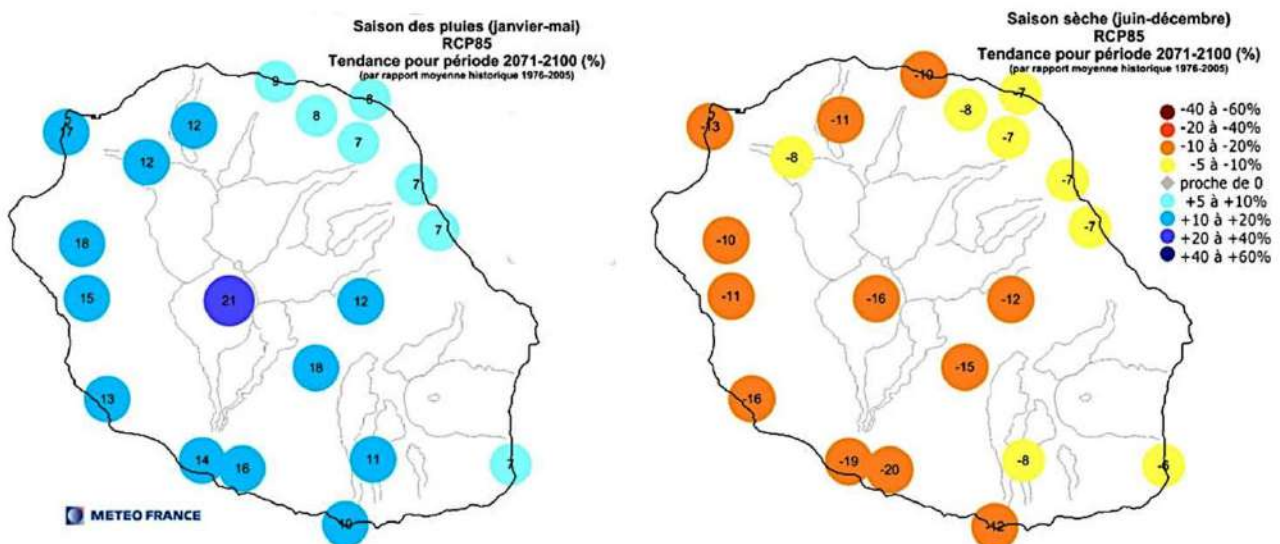 Saison des pluies (janvier-mai)
RCP85
Tendance pour période 2071-2100 (%)
(par rapport moyenne historique 1976-2005)
9
8
8
17
12
7
12
7
7
18
15
21
12
18
13
14
16
11
7
10
METEO FRANCE
Saison sèche (juin-décembre)
RCP85
Tendance pour période 2071-2100 (%)
(par rapport moyenne historique 1976-2005)
-10
-7
-8
-13
-11
-7
-8
-7
-7
-10
-11
-16
-12
-15
-16
-19
-20
-8
-6
-12
-40 à -60%
-20 à -40%
-10 à -20%
-5 à -10%
proche de 0
+5 à +10%
+10 à +20%
+20 à +40%
+40 à +60%